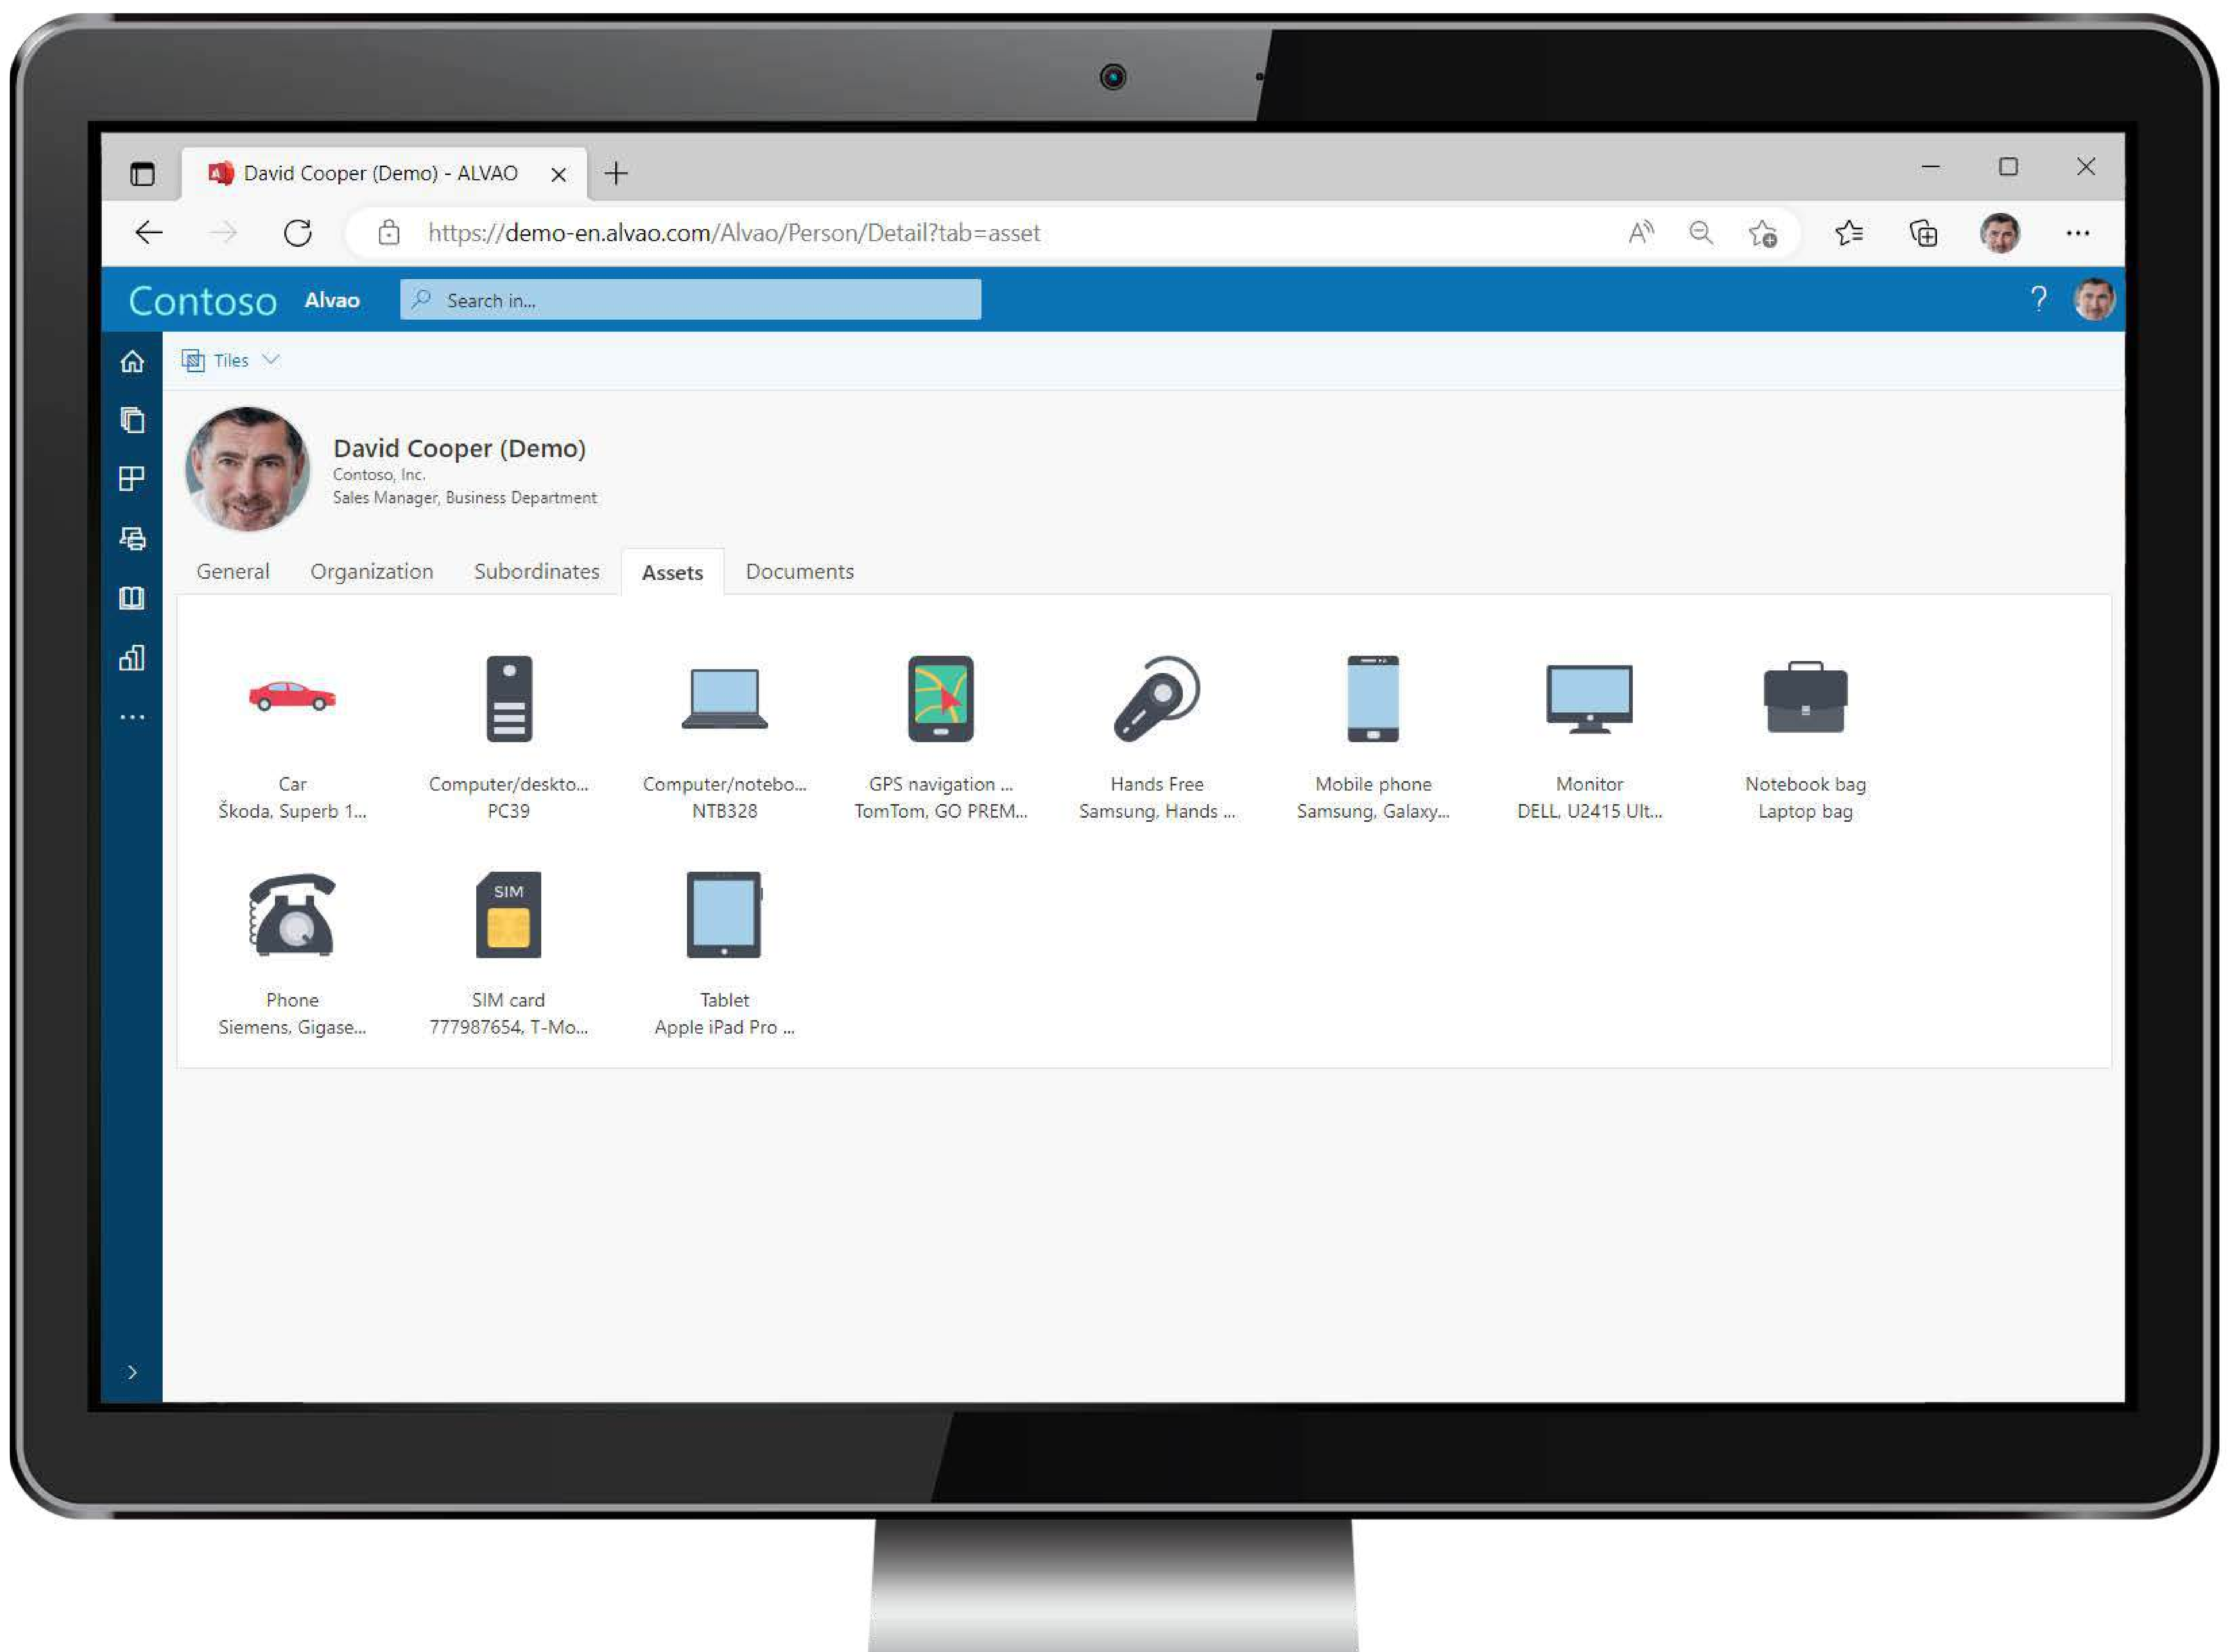 David Cooper (Demo) - ALVAO
https://demo-en.alvao.com/Alvao/Person/Detail?tab=asset
Contoso Alvao Search in...
Tiles
David Cooper (Demo)
Contoso, Inc.
Sales Manager, Business Department
General Organization Subordinates Assets Documents
Car Computer/deskto... Computer/notebo... GPS navigation ... Hands Free Mobile phone Monitor Notebook bag
Škoda, Superb 1... PC39 NTB328 TomTom, GO PREM... Samsung, Hands ... Samsung, Galaxy... DELL, U2415 Ult... Laptop bag
SIM
Phone SIM card Tablet
Siemens, Gigase... 777987654, T-Mo... Apple iPad Pro ...